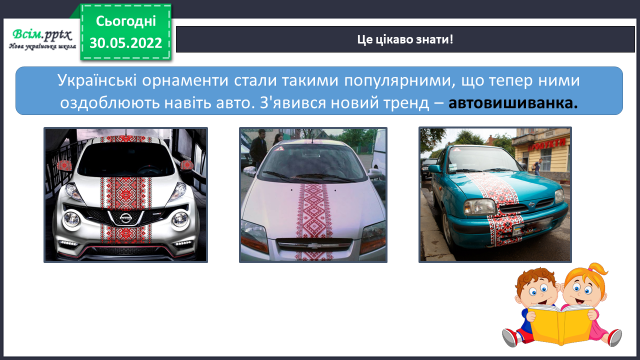 Всім.pptx
Нова українська школа
Сьогодні
30.05.2022
Це цікаво знати!
Українські орнаменти стали такими популярними, що тепер ними
оздоблюють навіть авто. З'явився новий тренд – автовишиванка.